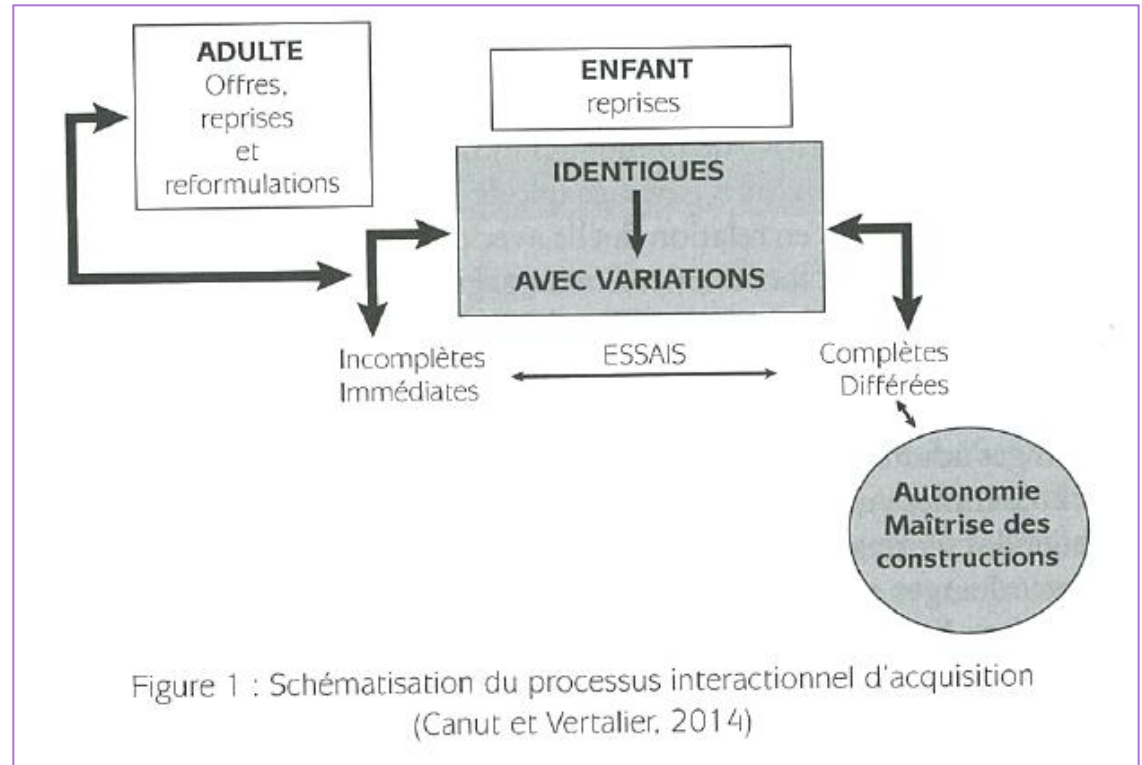 ADULTE
Offres,
reprises
et
reformulations
ENFANT
reprises
IDENTIQUES
AVEC VARIATIONS
Incomplètes
Immédiates
ESSAIS
Complètes
Différées
Autonomie
Maîtrise des
constructions
Figure 1 : Schématisation du processus interactionnel d'acquisition
(Canut et Vertalier, 2014)